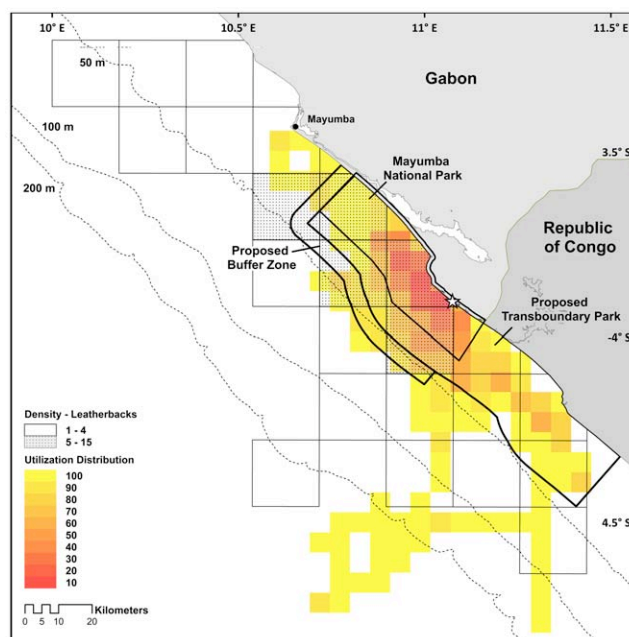 10° E
10.5° E
11° E
11.5° E
50 m
Gabon
Mayumba
100 m
3.5° S
Mayumba
National Park
200 m
Republic
of Congo
Proposed
Buffer Zone
Proposed
Transboundary Park
-4° S
Density - Leatherbacks
1 - 4
5 - 15
Utilization Distribution
100
90
80
70
60
50
40
30
20
10
4.5° S
Kilometers
0 5 10 20